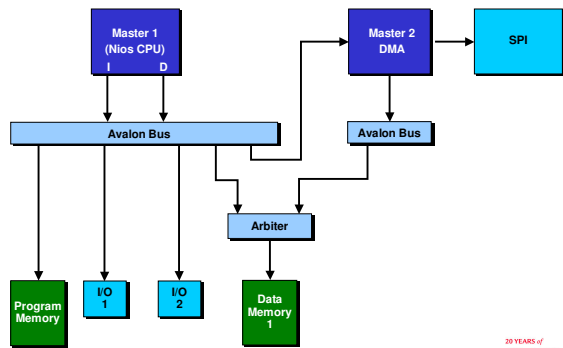 Master 1
(Nios CPU)
I D
Master 2
DMA
SPI
Avalon Bus
Avalon Bus
Arbiter
Program
Memory
I/O
1
I/O
2
Data
Memory
1
20 YEARS of